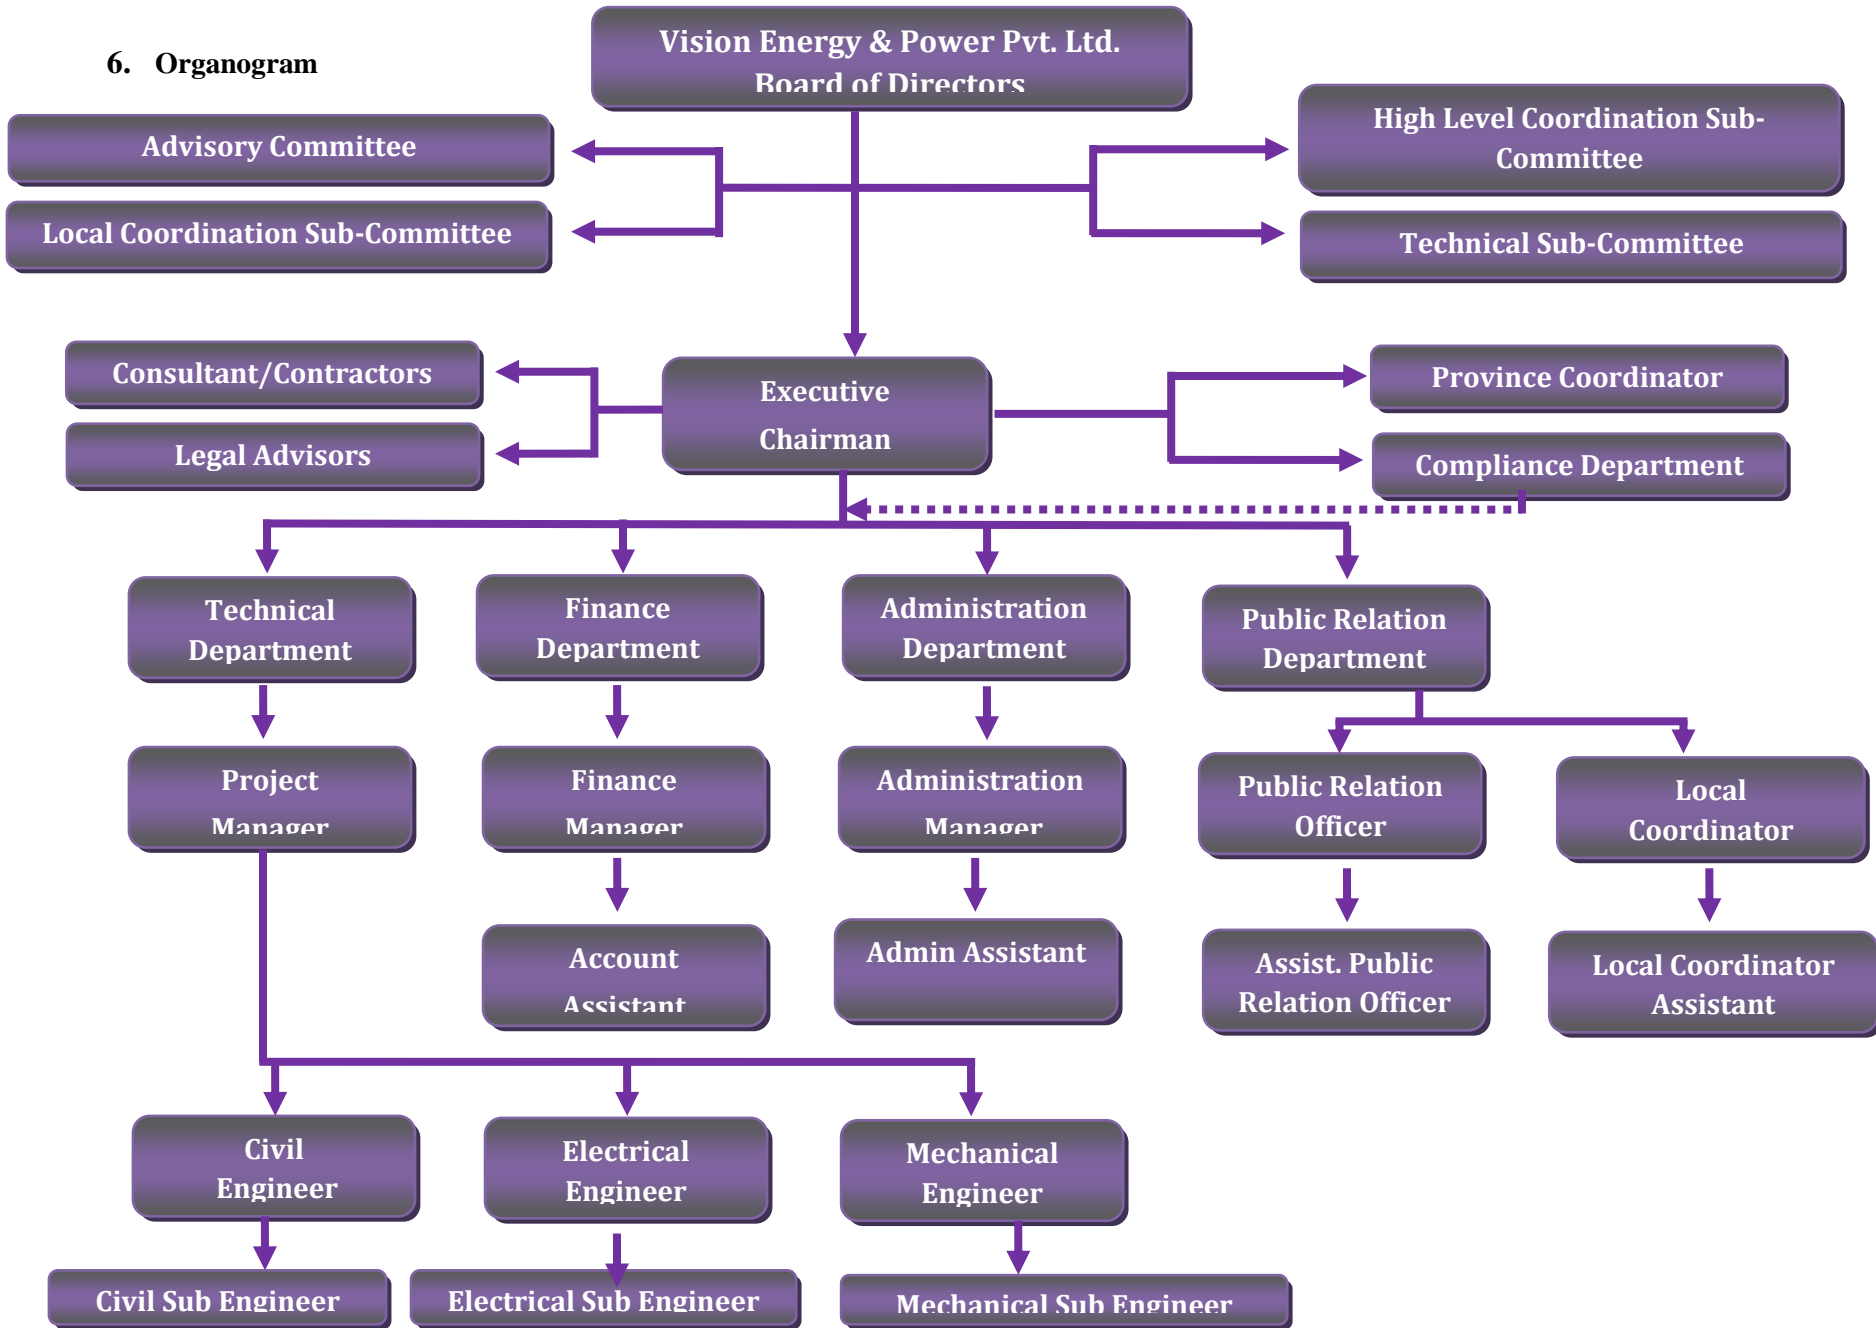 6. Organogram
Vision Energy & Power Pvt. Ltd.
Board of Directors
Advisory Committee
High Level Coordination Sub-
Committee
Local Coordination Sub-Committee
Technical Sub-Committee
Consultant/Contractors
Executive
Chairman
Province Coordinator
Legal Advisors
Compliance Department
Technical
Department
Finance
Department
Administration
Department
Public Relation
Department
Project
Manager
Finance
Manager
Administration
Manager
Public Relation
Officer
Local
Coordinator
Account
Assistant
Admin Assistant
Assist. Public
Relation Officer
Local Coordinator
Assistant
Civil
Engineer
Electrical
Engineer
Mechanical
Engineer
Civil Sub Engineer
Electrical Sub Engineer
Mechanical Sub Engineer